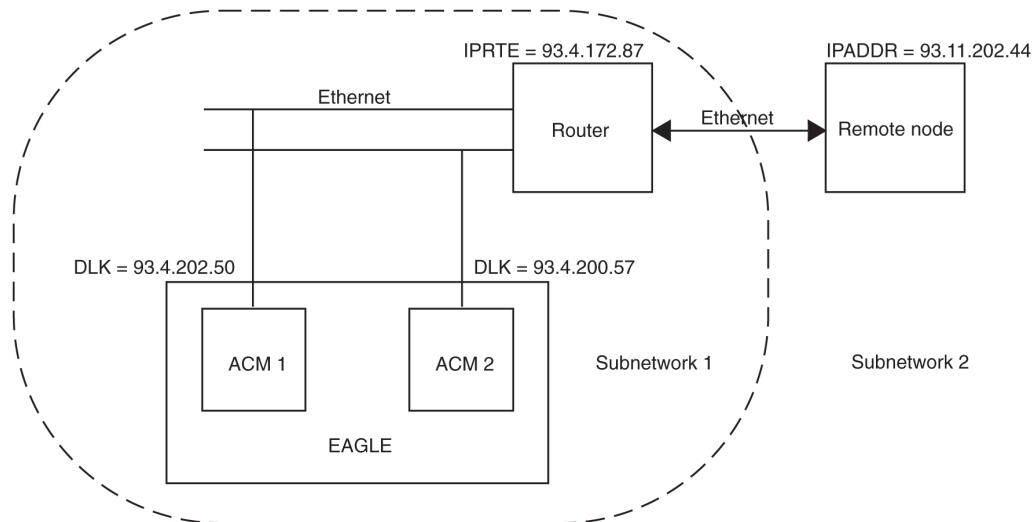 IPRTE = 93.4.172.87
IPADDR = 93.11.202.44
Ethernet
Router
Ethernet
Remote node
DLK = 93.4.202.50
DLK = 93.4.200.57
ACM 1
ACM 2
Subnetwork 1
Subnetwork 2
EAGLE